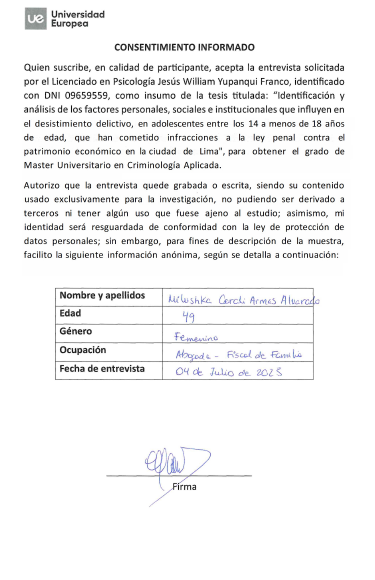 ue Universidad
Europea
CONSENTIMIENTO INFORMADO
Quien suscribe, en calidad de participante, acepta la entrevista solicitada
por el Licenciado en Psicología Jesús William Yupanqui Franco, identificado
con DNI 09659559, como insumo de la tesis titulada: "Identificación y
análisis de los factores personales, sociales e institucionales que influyen en
el desistimiento delictivo, en adolescentes entre los 14 a menos de 18 años
de edad, que han cometido infracciones a la ley penal contra el
patrimonio económico en la ciudad de Lima", para obtener el grado de
Master Universitario en Criminología Aplicada.
Autorizo que la entrevista quede grabada o escrita, siendo su contenido
usado exclusivamente para la investigación, no pudiendo ser derivado a
terceros ni tener algún uso que fuese ajeno al estudio; asimismo, mi
identidad será resguardada de conformidad con la ley de protección de
datos personales; sin embargo, para fines de descripción de la muestra,
facilito la siguiente información anónima, según se detalla a continuación:
Nombre y apellidos Milushka Armas Alvarado
Edad 49
Género Femenino
Ocupación Abogada - Fiscal de Familia
Fecha de entrevista 04 de Julio de 2023
Firma